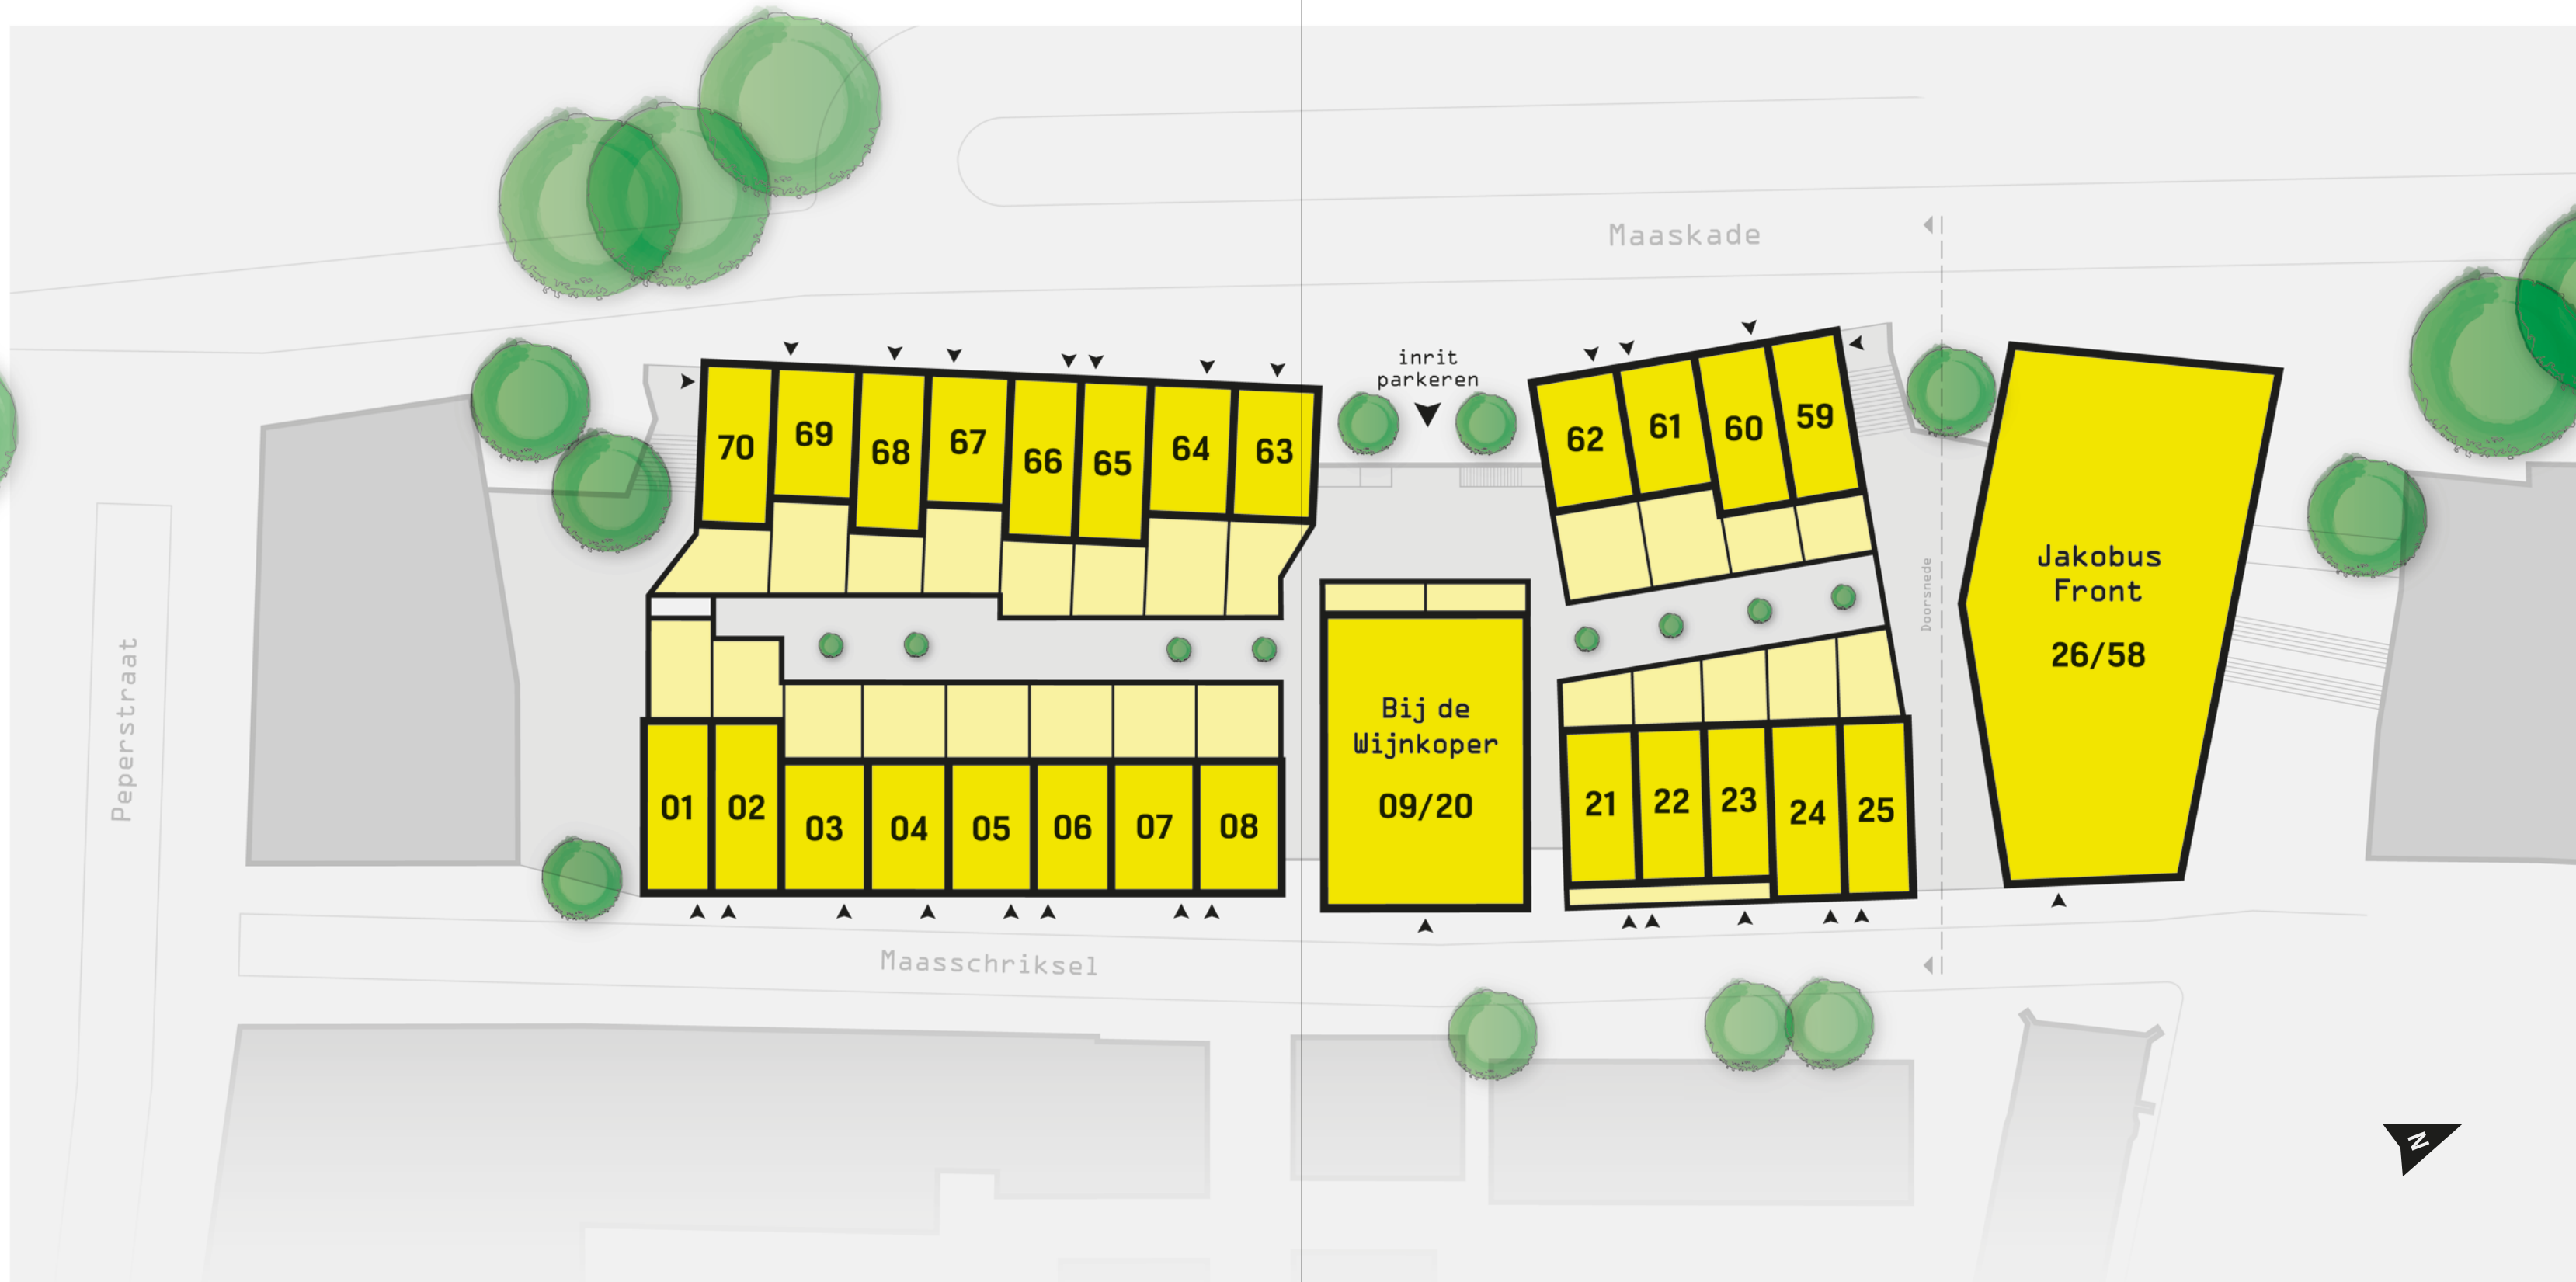 Maaskade
inrit
parkeren
70
69
68
67
66
65
64
63
62
61
60
59
Jakobus
Front
26/58
Doorsnede
Peperstraat
Bij de
Wijnkoper
09/20
01
02
03
04
05
06
07
08
21
22
23
24
25
Maasschriksel
N